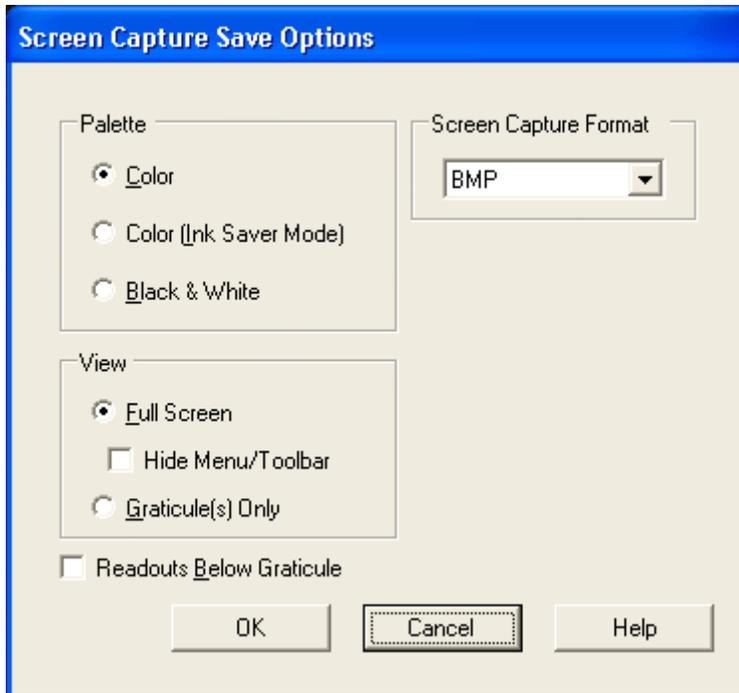 Screen Capture Save Options
Palette
Color
Color (Ink Saver Mode)
Black & White
Screen Capture Format
BMP
View
Full Screen
Hide Menu/Toolbar
Graticule(s) Only
Readouts Below Graticule
OK
Cancel
Help